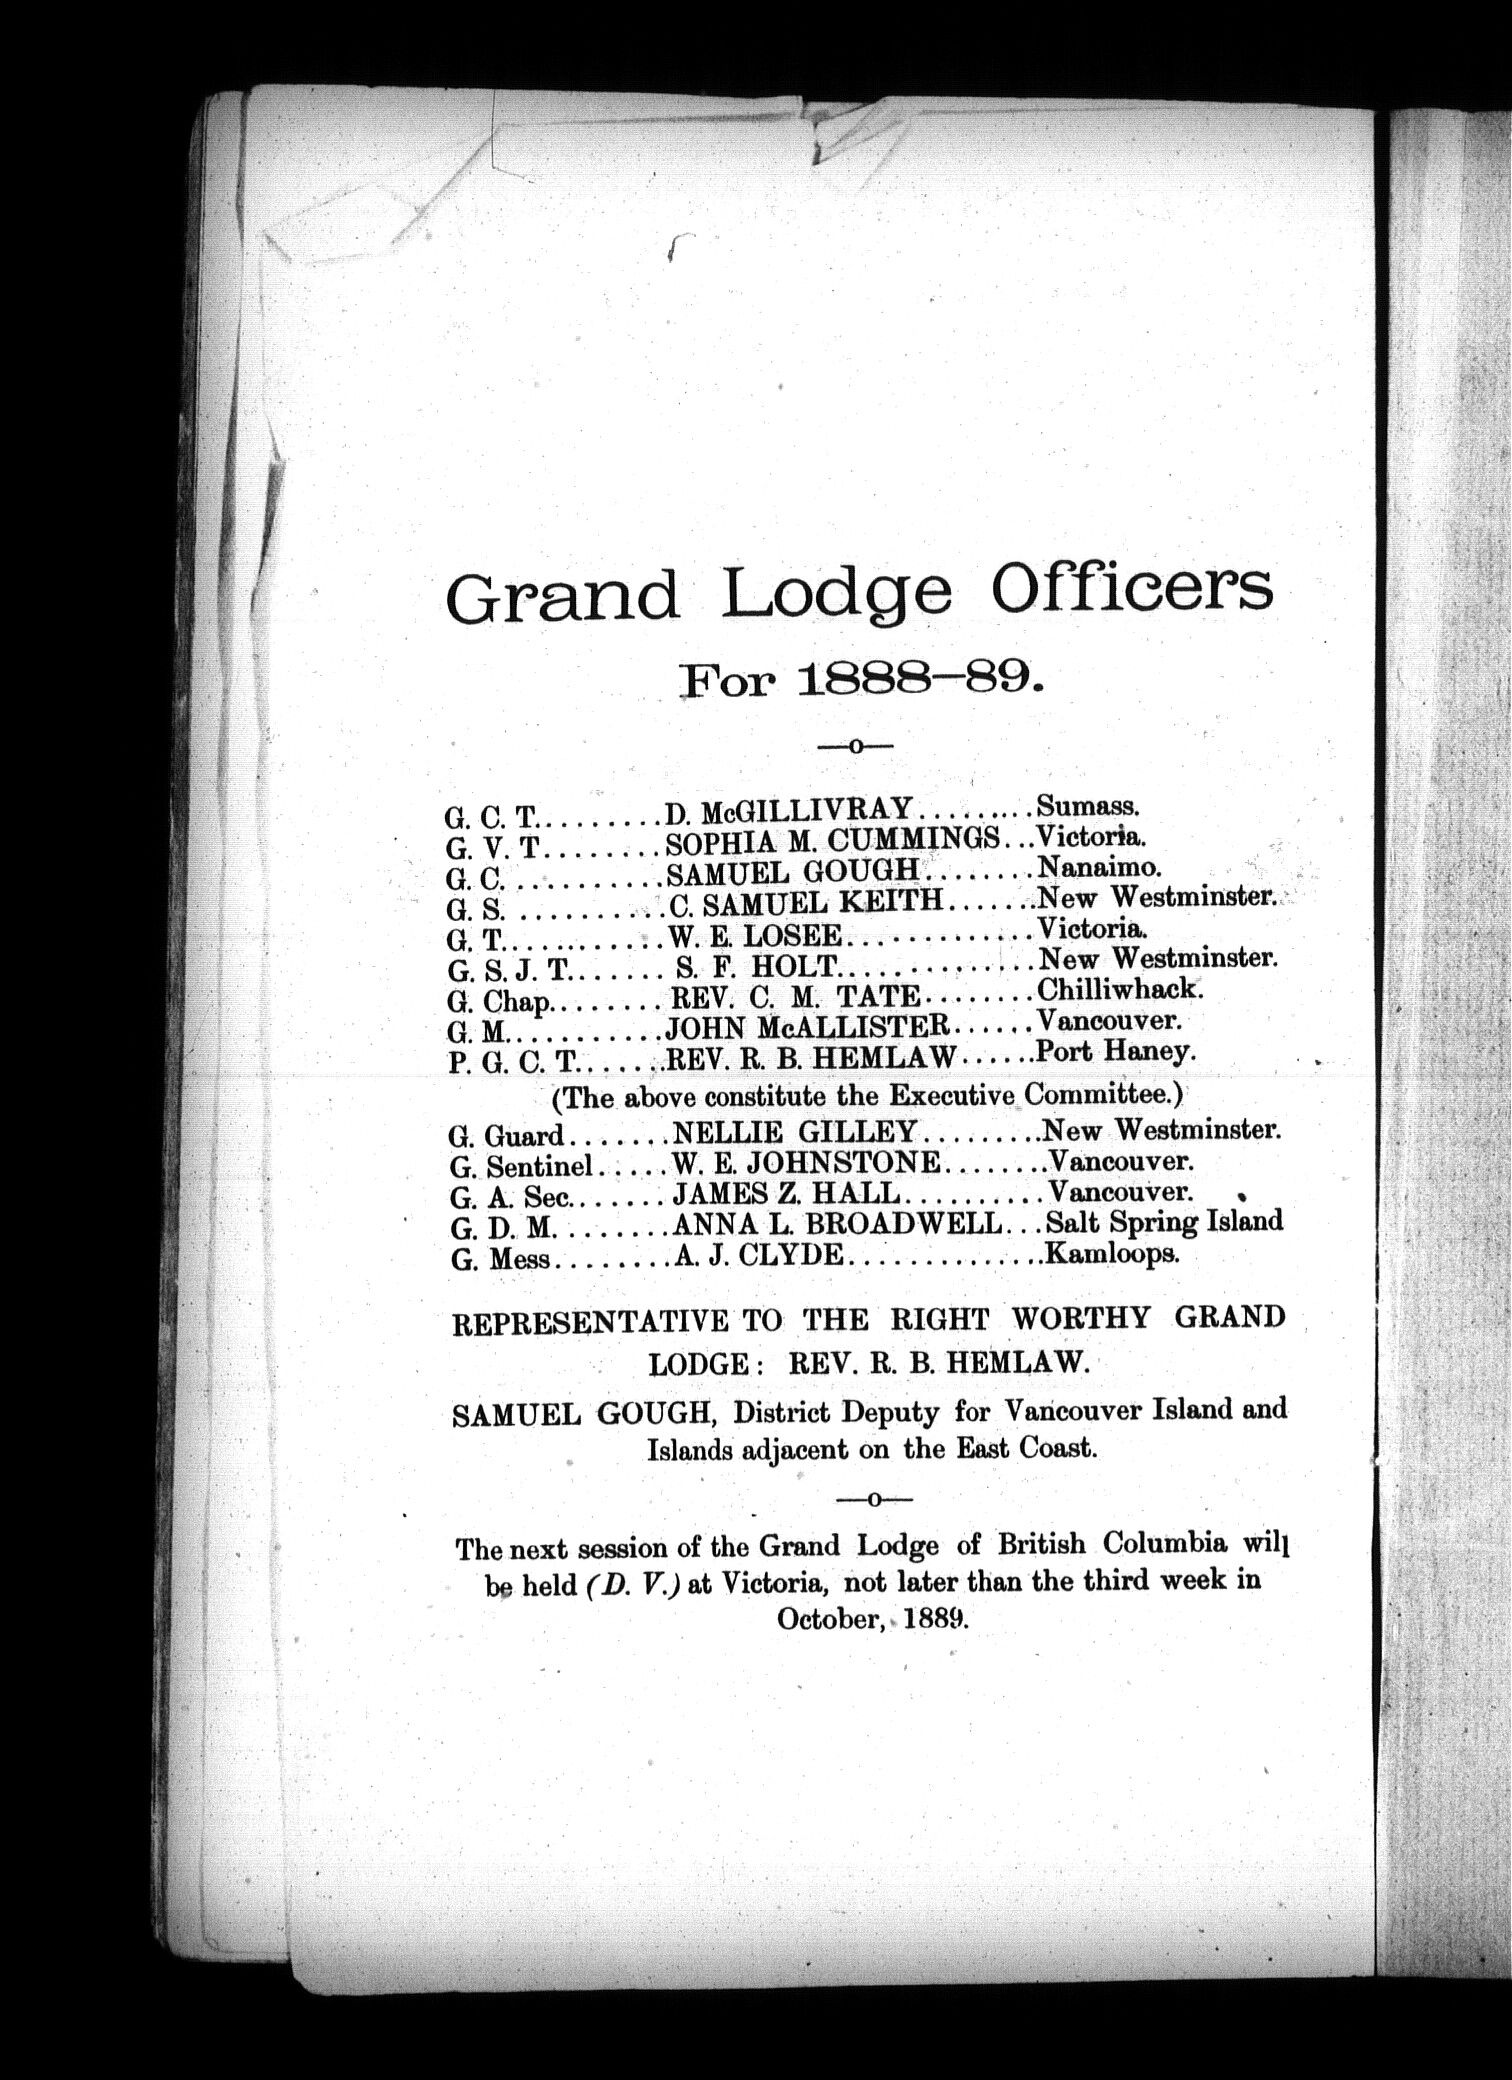 Grand Lodge Officers
For 1888–89.
—o—
G. C. T..........D. McGILLIVRAY.........Sumass.
G. V. T........SOPHIA M. CUMMINGS...Victoria.
G. C. ..........SAMUEL GOUGH........Nanaimo.
G. S. ..........C. SAMUEL KEITH.......New Westminster.
G. T............W. E. LOSEE.............Victoria.
G. S. J. T.......S. F. HOLT.............New Westminster.
G. Chap........REV. C. M. TATE........Chilliwhack.
G. M...........JOHN McALLISTER......Vancouver.
P. G. C. T.......REV. R. B. HEMLAW......Port Haney.
(The above constitute the Executive Committee.)
G. Guard.......NELLIE GILLEY.........New Westminster.
G. Sentinel.....W. E. JOHNSTONE........Vancouver.
G. A. Sec.......JAMES Z. HALL..........Vancouver.
G. D. M. .......ANNA L. BROADWELL...Salt Spring Island
G. Mess........A. J. CLYDE..............Kamloops.
REPRESENTATIVE TO THE RIGHT WORTHY GRAND
LODGE: REV. R. B. HEMLAW.
SAMUEL GOUGH, District Deputy for Vancouver Island and
Islands adjacent on the East Coast.
—o—
The next session of the Grand Lodge of British Columbia will
be held (D. V.) at Victoria, not later than the third week in
October, 1889.